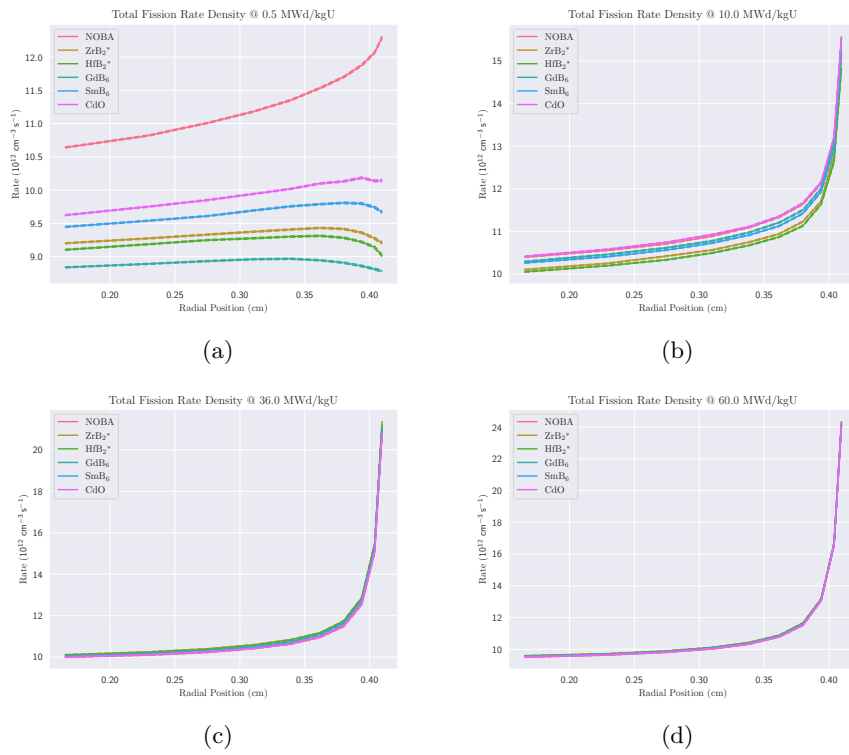 Total Fission Rate Density @ 0.5 MWd/kgU
NOBA
ZrB₂*
HfB₂*
GdB₆
SmB₆
CdO
12.0
11.5
11.0
10.5
10.0
9.5
9.0
Rate (10¹² cm⁻³ s⁻¹)
0.20 0.25 0.30 0.35 0.40
Radial Position (cm)
(a)
Total Fission Rate Density @ 10.0 MWd/kgU
NOBA
ZrB₂*
HfB₂*
GdB₆
SmB₆
CdO
15
14
13
12
11
10
Rate (10¹² cm⁻³ s⁻¹)
0.20 0.25 0.30 0.35 0.40
Radial Position (cm)
(b)
Total Fission Rate Density @ 36.0 MWd/kgU
NOBA
ZrB₂*
HfB₂*
GdB₆
SmB₆
CdO
20
18
16
14
12
10
Rate (10¹² cm⁻³ s⁻¹)
0.20 0.25 0.30 0.35 0.40
Radial Position (cm)
(c)
Total Fission Rate Density @ 60.0 MWd/kgU
NOBA
ZrB₂*
HfB₂*
GdB₆
SmB₆
CdO
24
22
20
18
16
14
12
10
Rate (10¹² cm⁻³ s⁻¹)
0.20 0.25 0.30 0.35 0.40
Radial Position (cm)
(d)